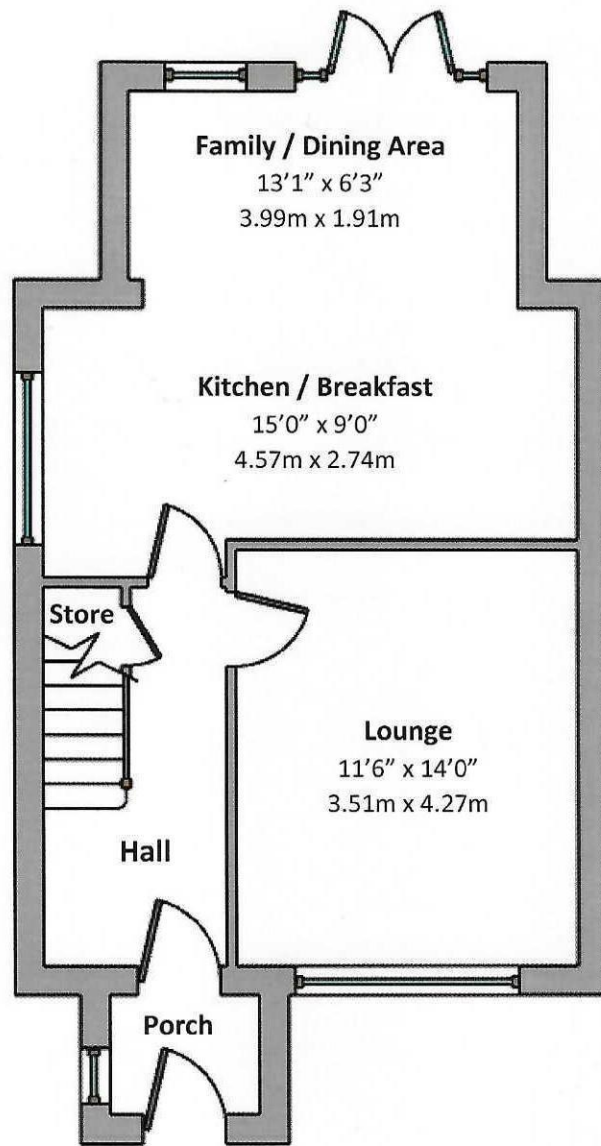 Family / Dining Area
13’1” x 6’3”
3.99m x 1.91m
Kitchen / Breakfast
15’0” x 9’0”
4.57m x 2.74m
Store
Lounge
11’6” x 14’0”
3.51m x 4.27m
Hall
Porch